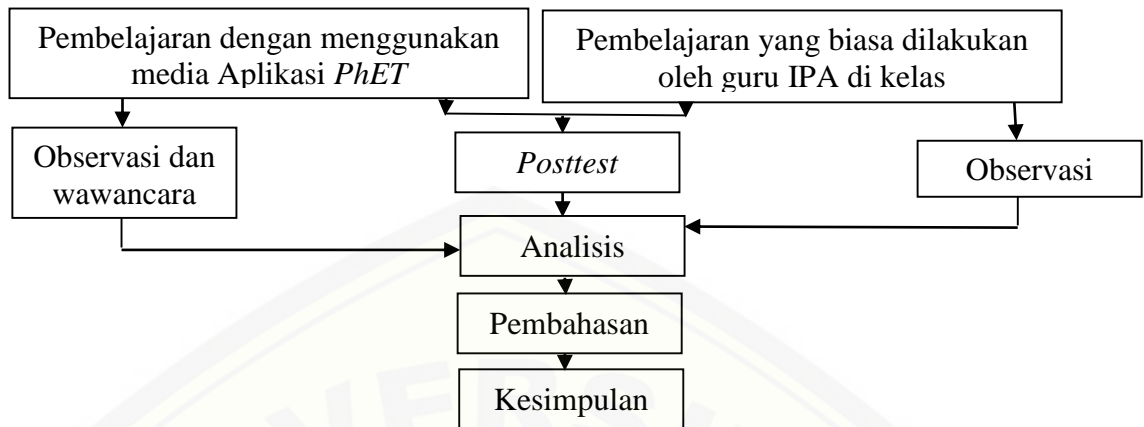 Pembelajaran dengan menggunakan
media Aplikasi PhET
Pembelajaran yang biasa dilakukan
oleh guru IPA di kelas
Observasi dan
wawancara
Posttest
Observasi
Analisis
Pembahasan
Kesimpulan